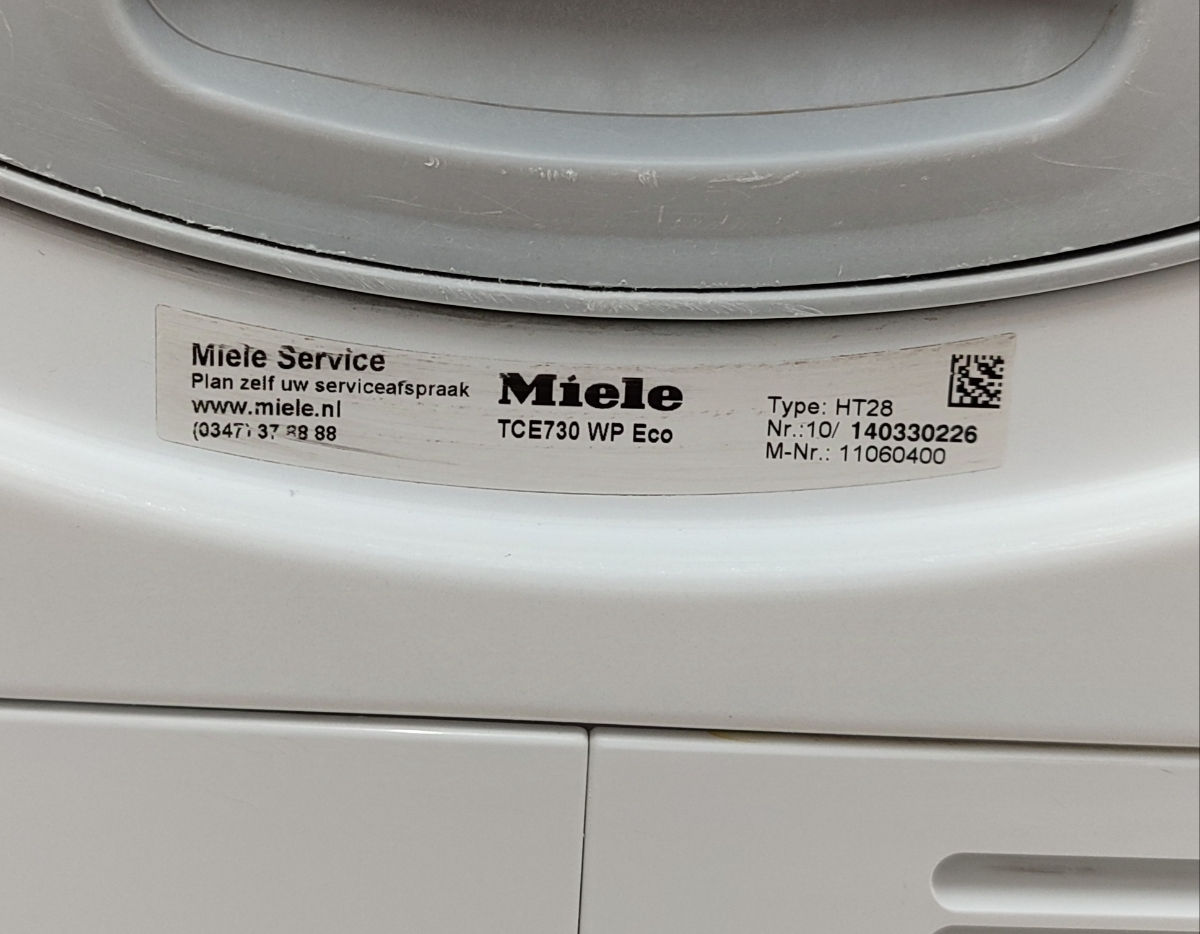 Miele Service
Plan zelf uw serviceafspraak
www.miele.nl
(0347) 37 88 88
Miele
TCE730 WP Eco
Type: HT28
Nr.:10/ 140330226
M-Nr.: 11060400